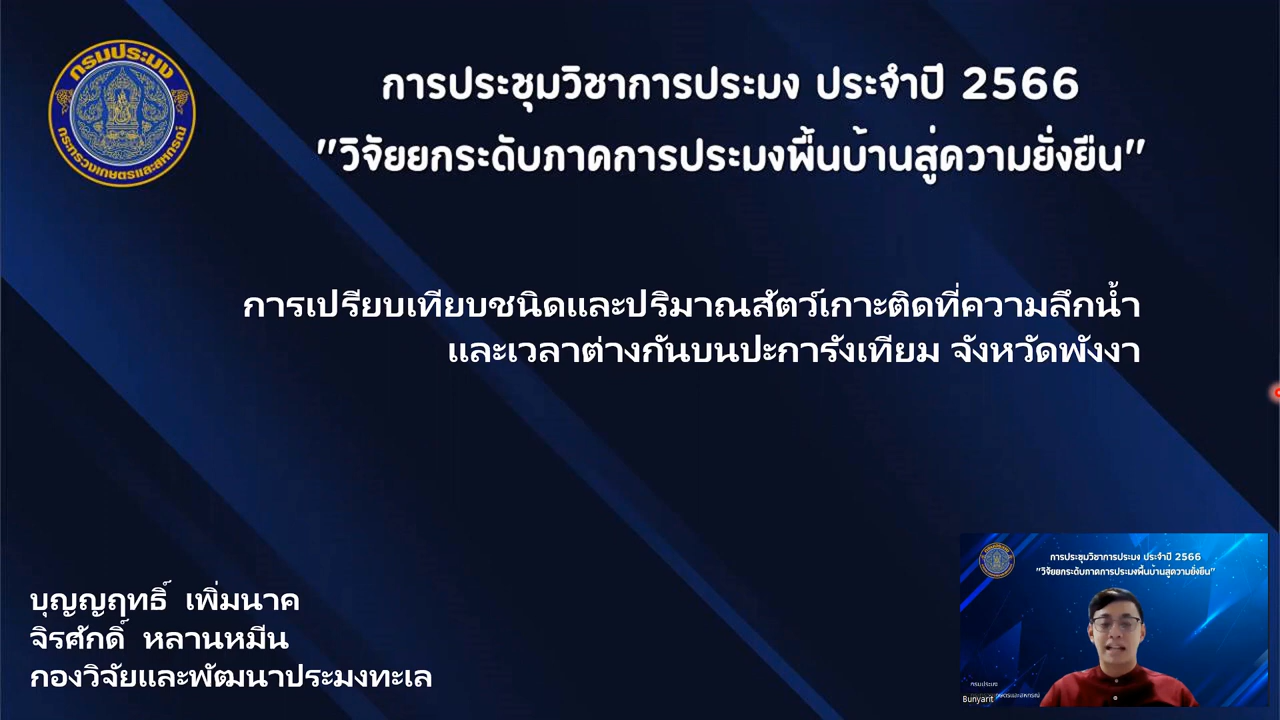 กรมประมง
กระทรวงเกษตรและสหกรณ์
การประชุมวิชาการประมง ประจำปี 2566
"วิจัยยกระดับภาคการประมงพื้นบ้านสู่ความยั่งยืน"
การเปรียบเทียบชนิดและปริมาณสัตว์เกาะติดที่ความลึกน้ำ
และเวลาต่างกันบนปะการังเทียม จังหวัดพังงา
บุญญฤทธิ์ เพิ่มนาค
จิรศักดิ์ หลานหมีน
กองวิจัยและพัฒนาประมงทะเล
การประชุมวิชาการประมง ประจำปี 2566
"วิจัยยกระดับภาคการประมงพื้นบ้านสู่ความยั่งยืน"
กรมประมง
Bunyarit